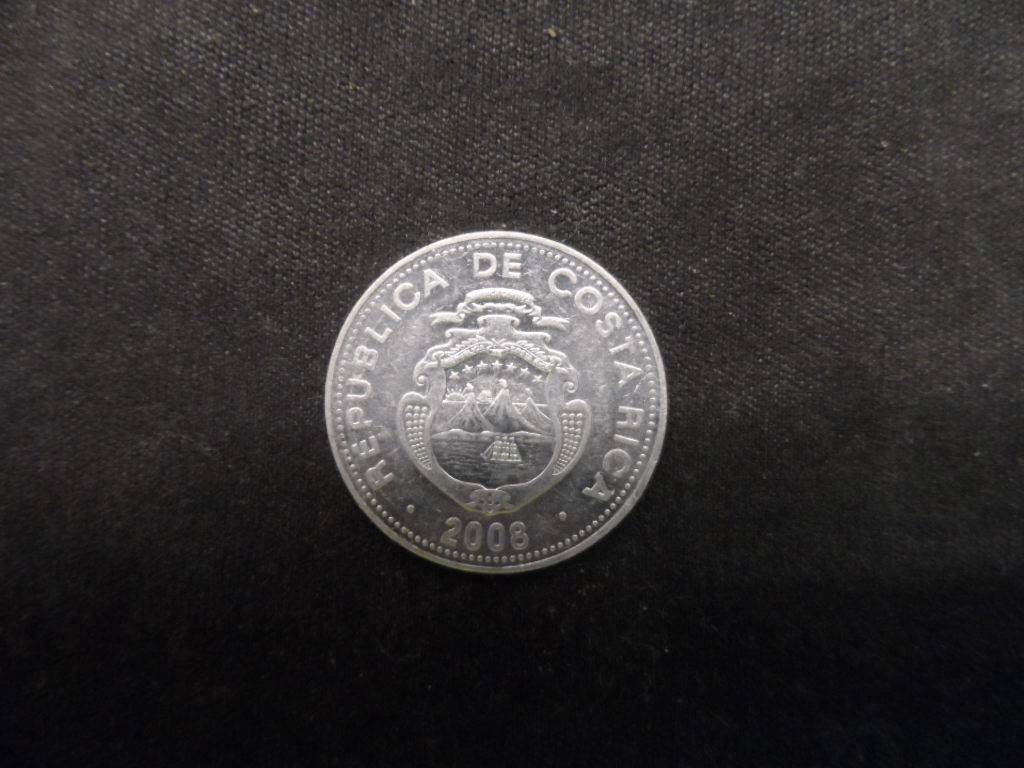 REPUBLICA DE COSTA RICA
2008